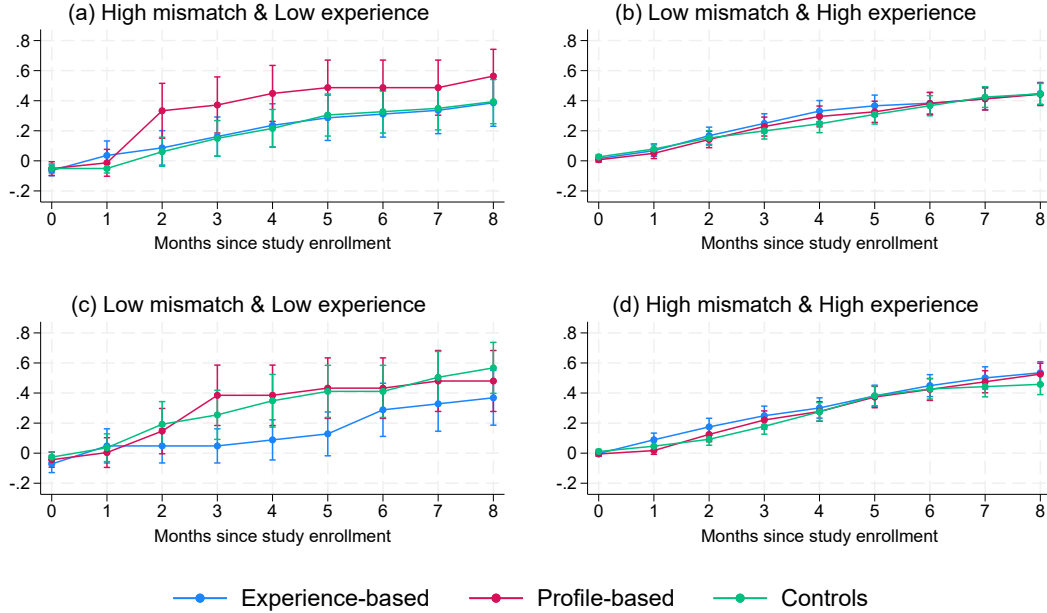 (a) High mismatch & Low experience
.8
.6
.4
.2
0
-.2
0 1 2 3 4 5 6 7 8
Months since study enrollment
(b) Low mismatch & High experience
.8
.6
.4
.2
0
-.2
0 1 2 3 4 5 6 7 8
Months since study enrollment
(c) Low mismatch & Low experience
.8
.6
.4
.2
0
-.2
0 1 2 3 4 5 6 7 8
Months since study enrollment
(d) High mismatch & High experience
.8
.6
.4
.2
0
-.2
0 1 2 3 4 5 6 7 8
Months since study enrollment
Experience-based Profile-based Controls